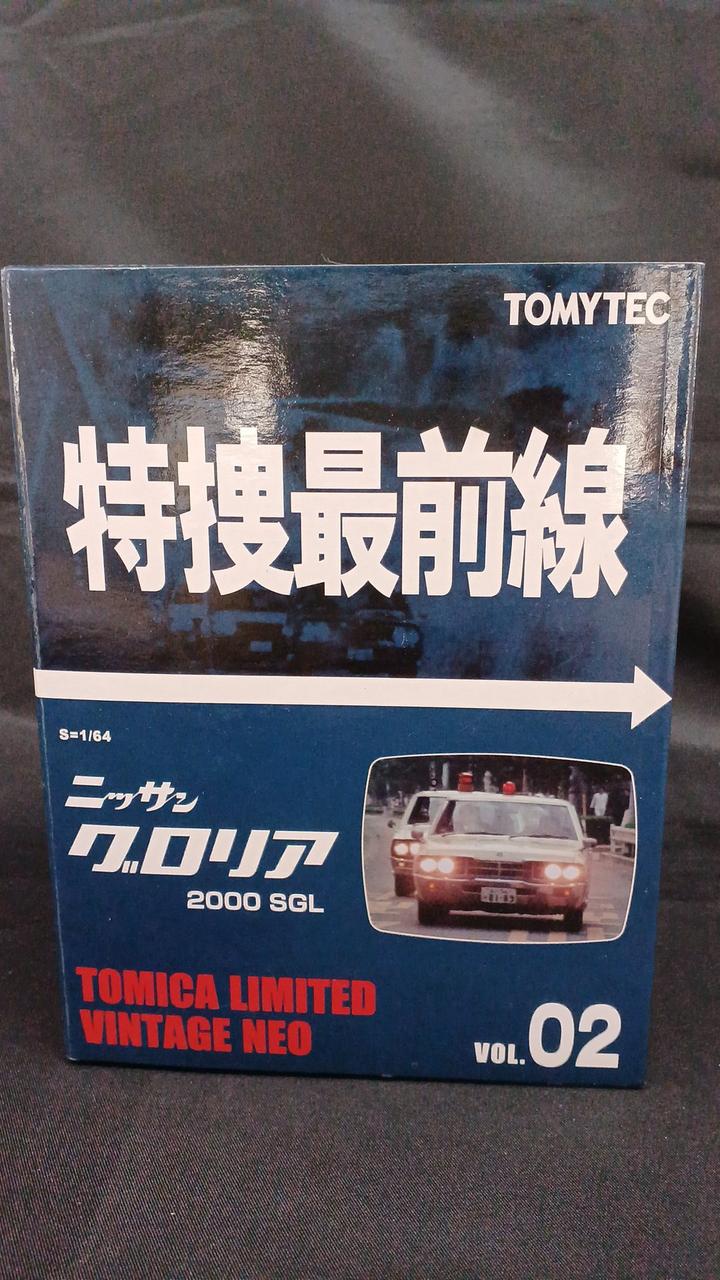 TOMYTEC
特捜最前線
S=1/64
ニッサン
グロリア
2000 SGL
TOMICA LIMITED
VINTAGE NEO
VOL.02